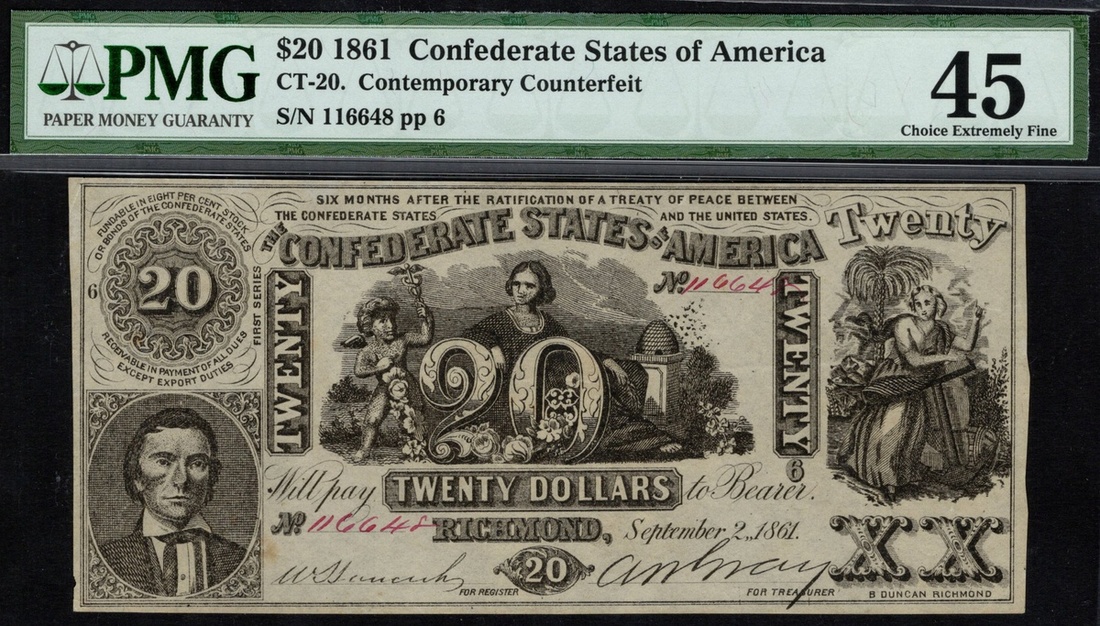 PMG
PAPER MONEY GUARANTY
$20 1861 Confederate States of America
CT-20. Contemporary Counterfeit
S/N 116648 pp 6
45
Choice Extremely Fine
SIX MONTHS AFTER THE RATIFICATION OF A TREATY OF PEACE BETWEEN
THE CONFEDERATE STATES AND THE UNITED STATES.
FUNDABLE IN EIGHT PER CENT STOCK
OR BONDS OF THE CONFEDERATE STATES
20
RECEIVABLE IN PAYMENT OF ALL DUES
EXCEPT EXPORT DUTIES
6
FIRST SERIES
THE CONFEDERATE STATES OF AMERICA
Twenty
TWENTY
No. 116648
TWENTY
20
6
Will pay TWENTY DOLLARS to Bearer.
No. 116648
RICHMOND, September 2, 1861.
XX
20
FOR REGISTER
FOR TREASURER
B DUNCAN RICHMOND